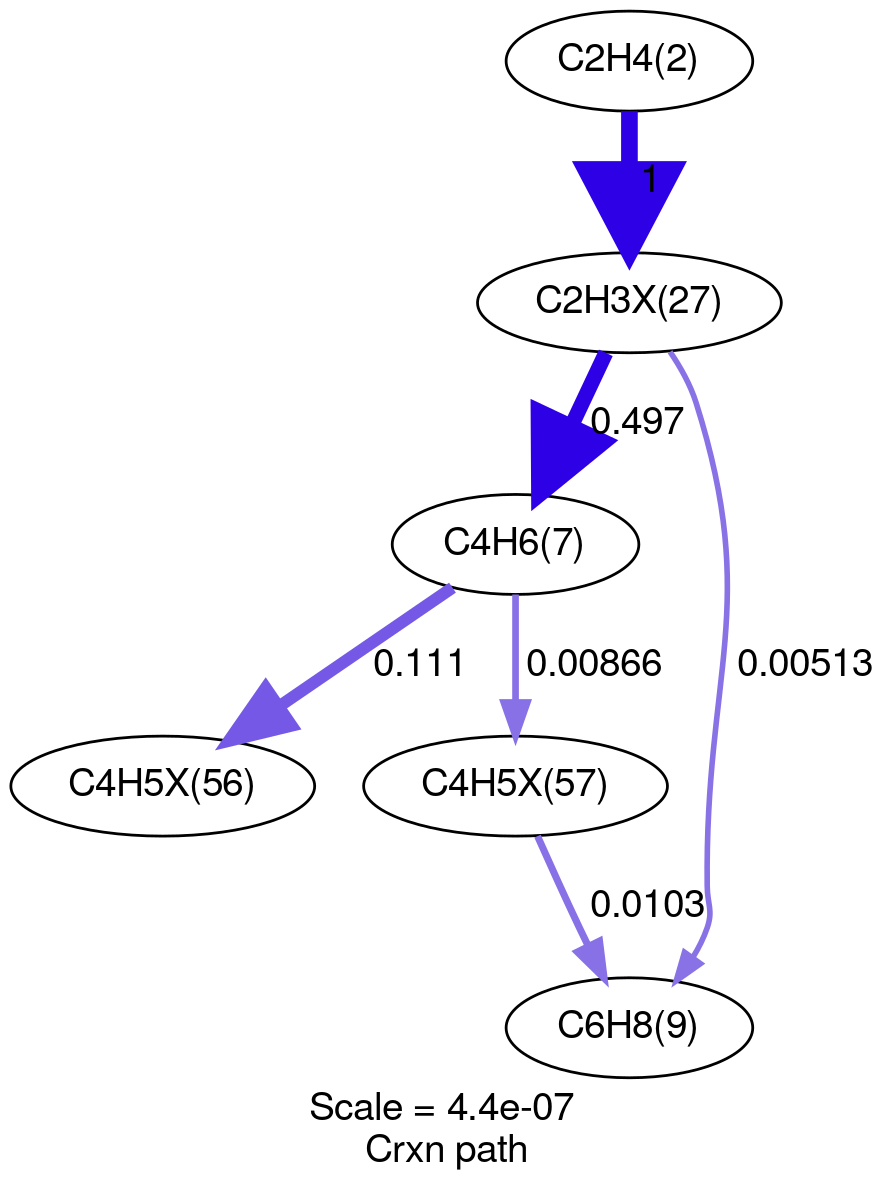 C2H4(2)
1
C2H3X(27)
0.497
C4H6(7)
0.111
0.00866
0.00513
C4H5X(56)
C4H5X(57)
0.0103
C6H8(9)
Scale = 4.4e-07
Crxn path